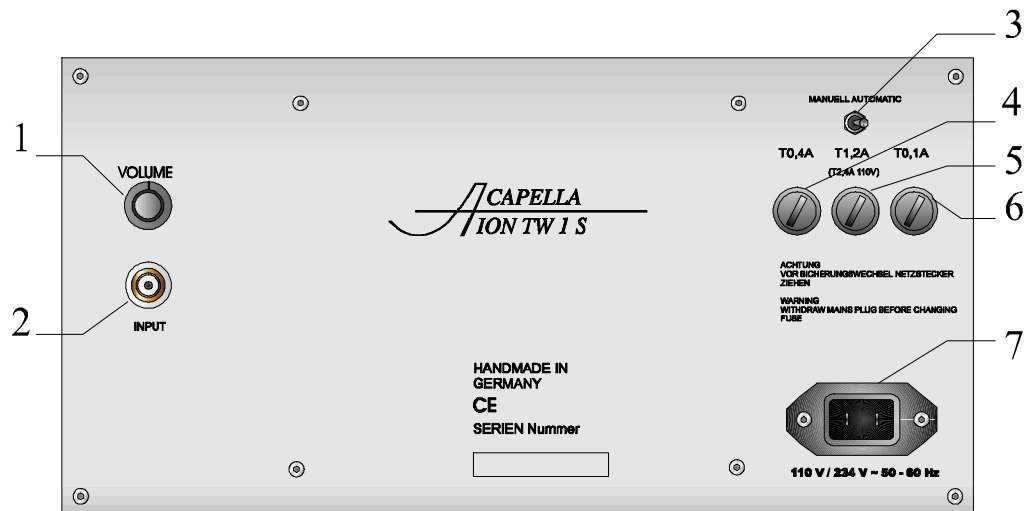 3
MANUELL AUTOMATIC
4
1
T0,4A T1,2A T0,1A
5
VOLUME
(T2,4A 110V)
ACAPELLA
6
ION TW 1 S
ACHTUNG
VOR SICHERUNGSWECHSEL NETZSTECKER
ZIEHEN
WARNING
WITHDRAW MAINS PLUG BEFORE CHANGING
FUSE
2
INPUT
7
HANDMADE IN
GERMANY
CE
SERIEN Nummer
110 V / 234 V ~ 50 - 60 Hz